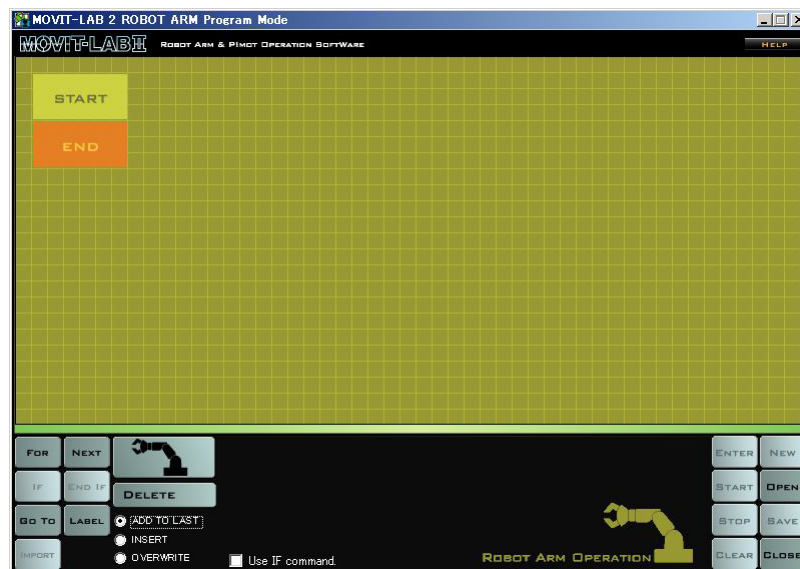 MOVIT-LAB 2 ROBOT ARM Program Mode
MOVIT-LAB II ROBOT ARM & PIMOT OPERATION SOFTWARE
HELP
START
END
FOR NEXT
IF END IF
GO TO LABEL
IMPORT
DELETE
ADD TO LAST
INSERT
OVERWRITE
Use IF command.
ROBOT ARM OPERATION
ENTER NEW
START OPEN
STOP SAVE
CLEAR CLOSE